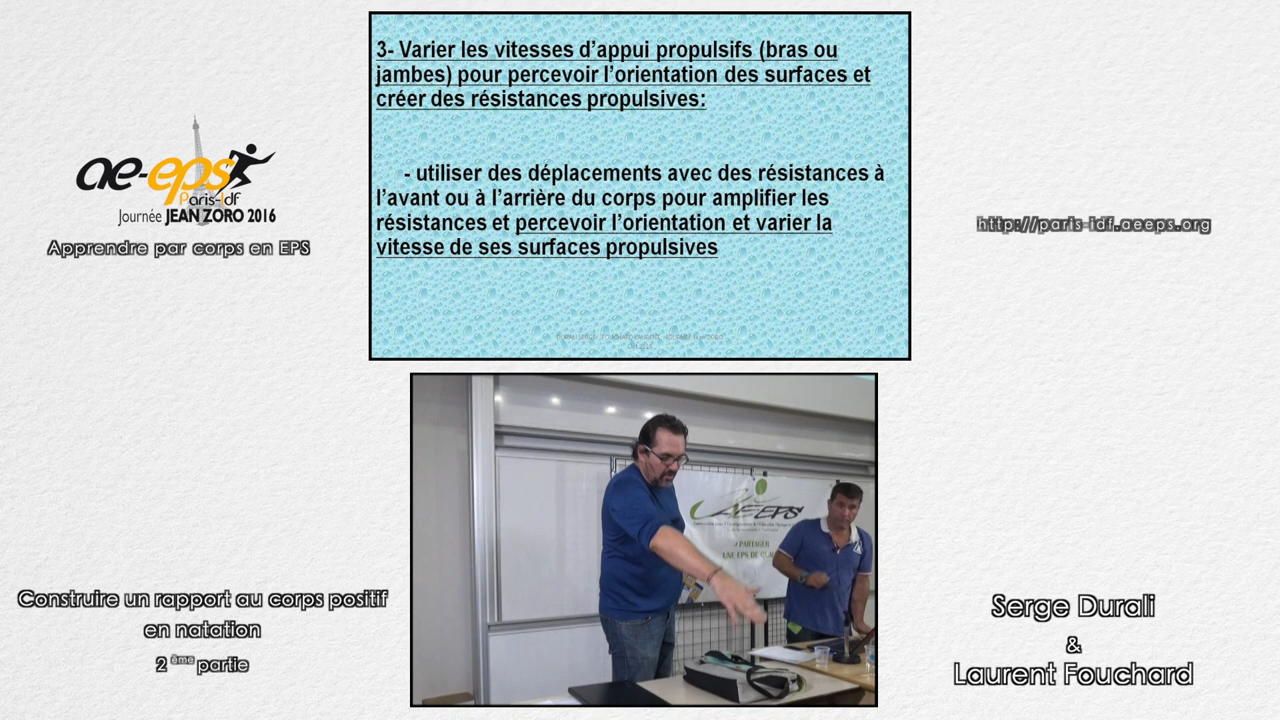 3- Varier les vitesses d’appui propulsifs (bras ou
jambes) pour percevoir l’orientation des surfaces et
créer des résistances propulsives:
- utiliser des déplacements avec des résistances à
l’avant ou à l’arrière du corps pour amplifier les
résistances et percevoir l’orientation et varier la
vitesse de ses surfaces propulsives
ae-eps
Paris-Idf
Journée JEAN ZORO 2016
Apprendre par corps en EPS
http://paris-idf.aeeps.org
AEEPS
PARTAGER
UNE EPS DE
Construire un rapport au corps positif
en natation
2 ème partie
Serge Durali
&
Laurent Fouchard